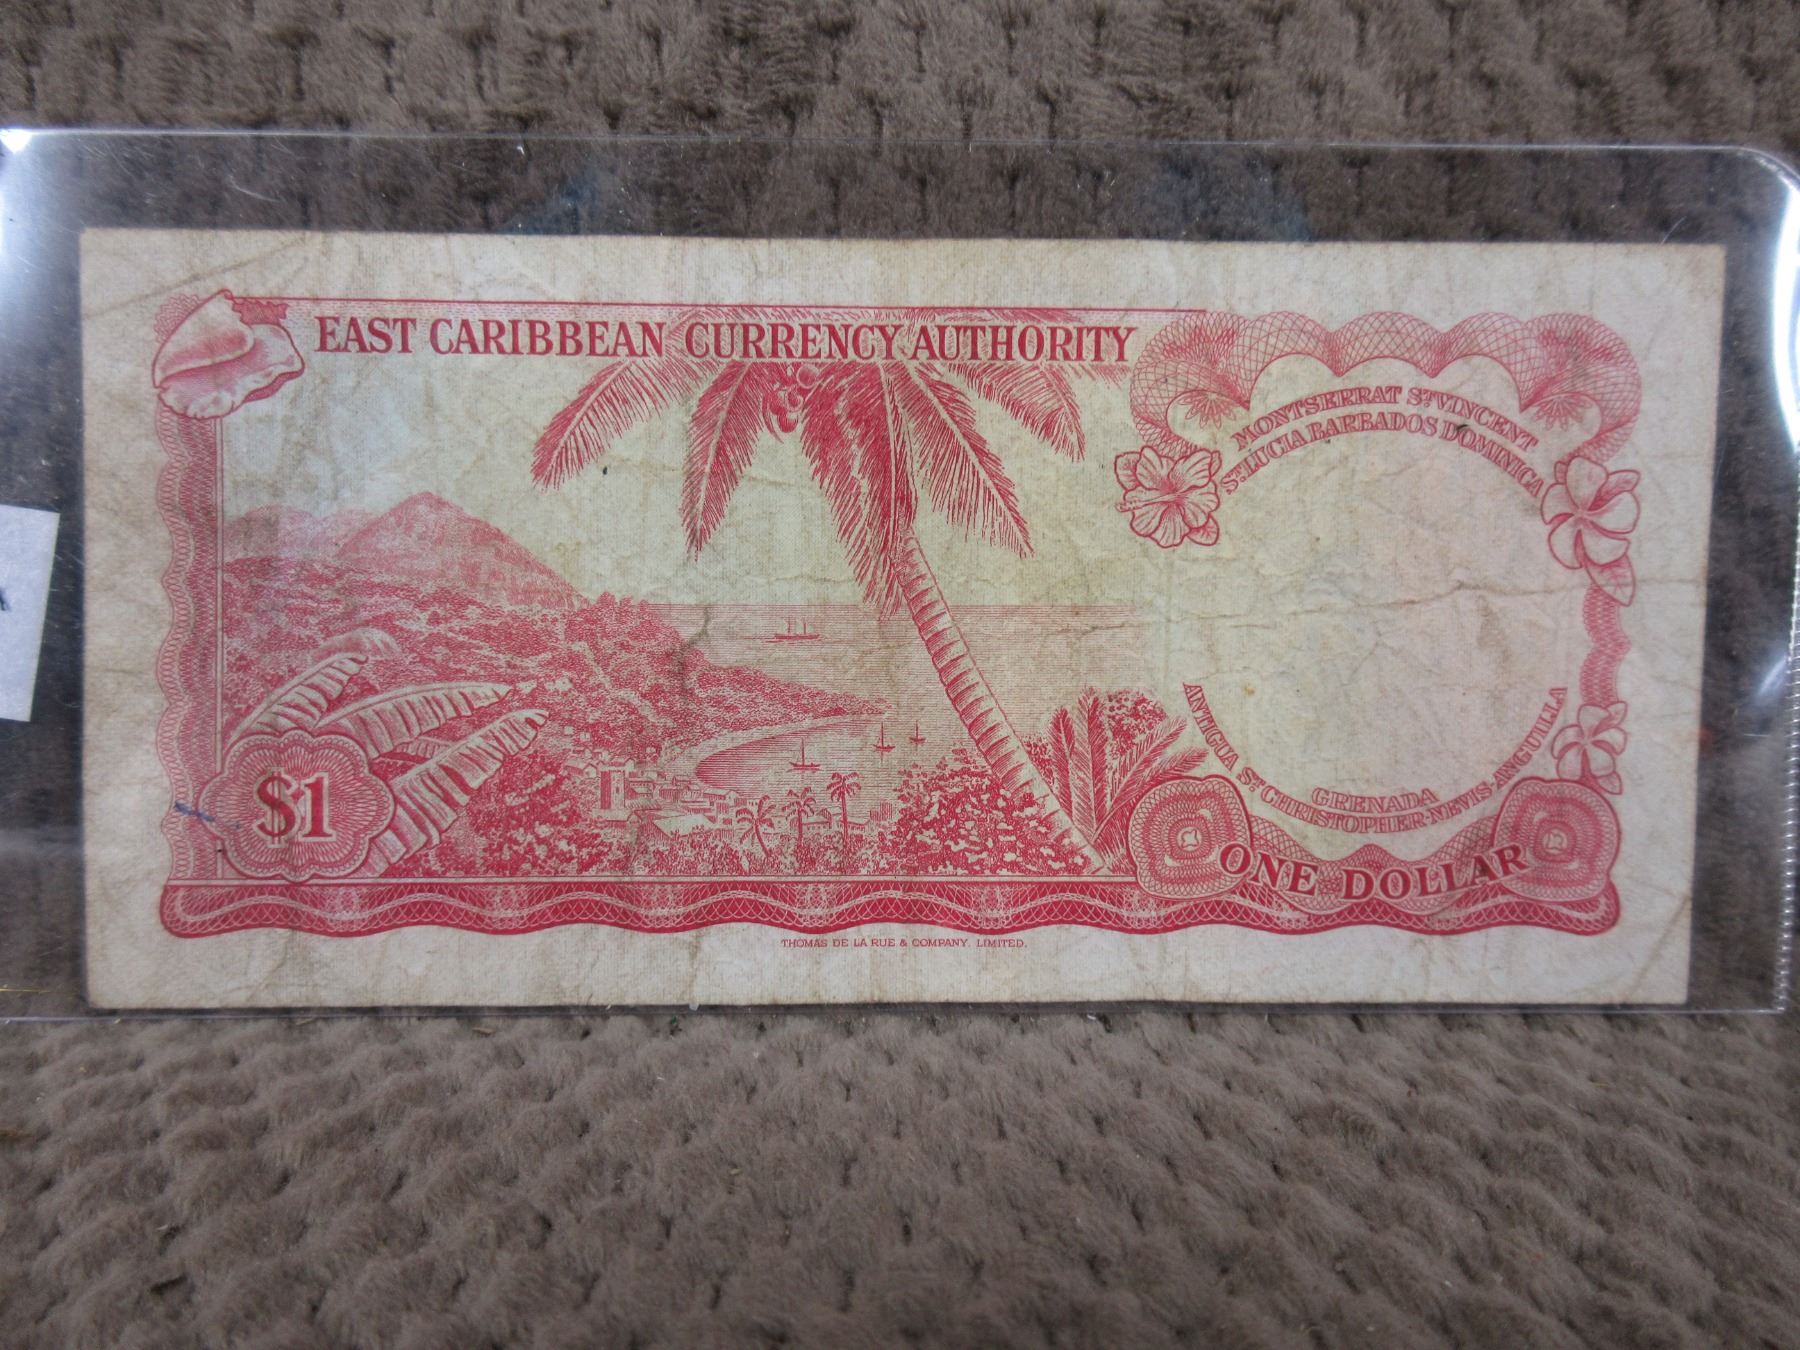 EAST CARIBBEAN CURRENCY AUTHORITY
MONTSERRAT ST VINCENT
ST LUCIA BARBADOS DOMINICA
GRENADA
ANTIGUA ST CHRISTOPHER-NEVIS-ANGUILLA
$1
ONE DOLLAR
THOMAS DE LA RUE & COMPANY, LIMITED.